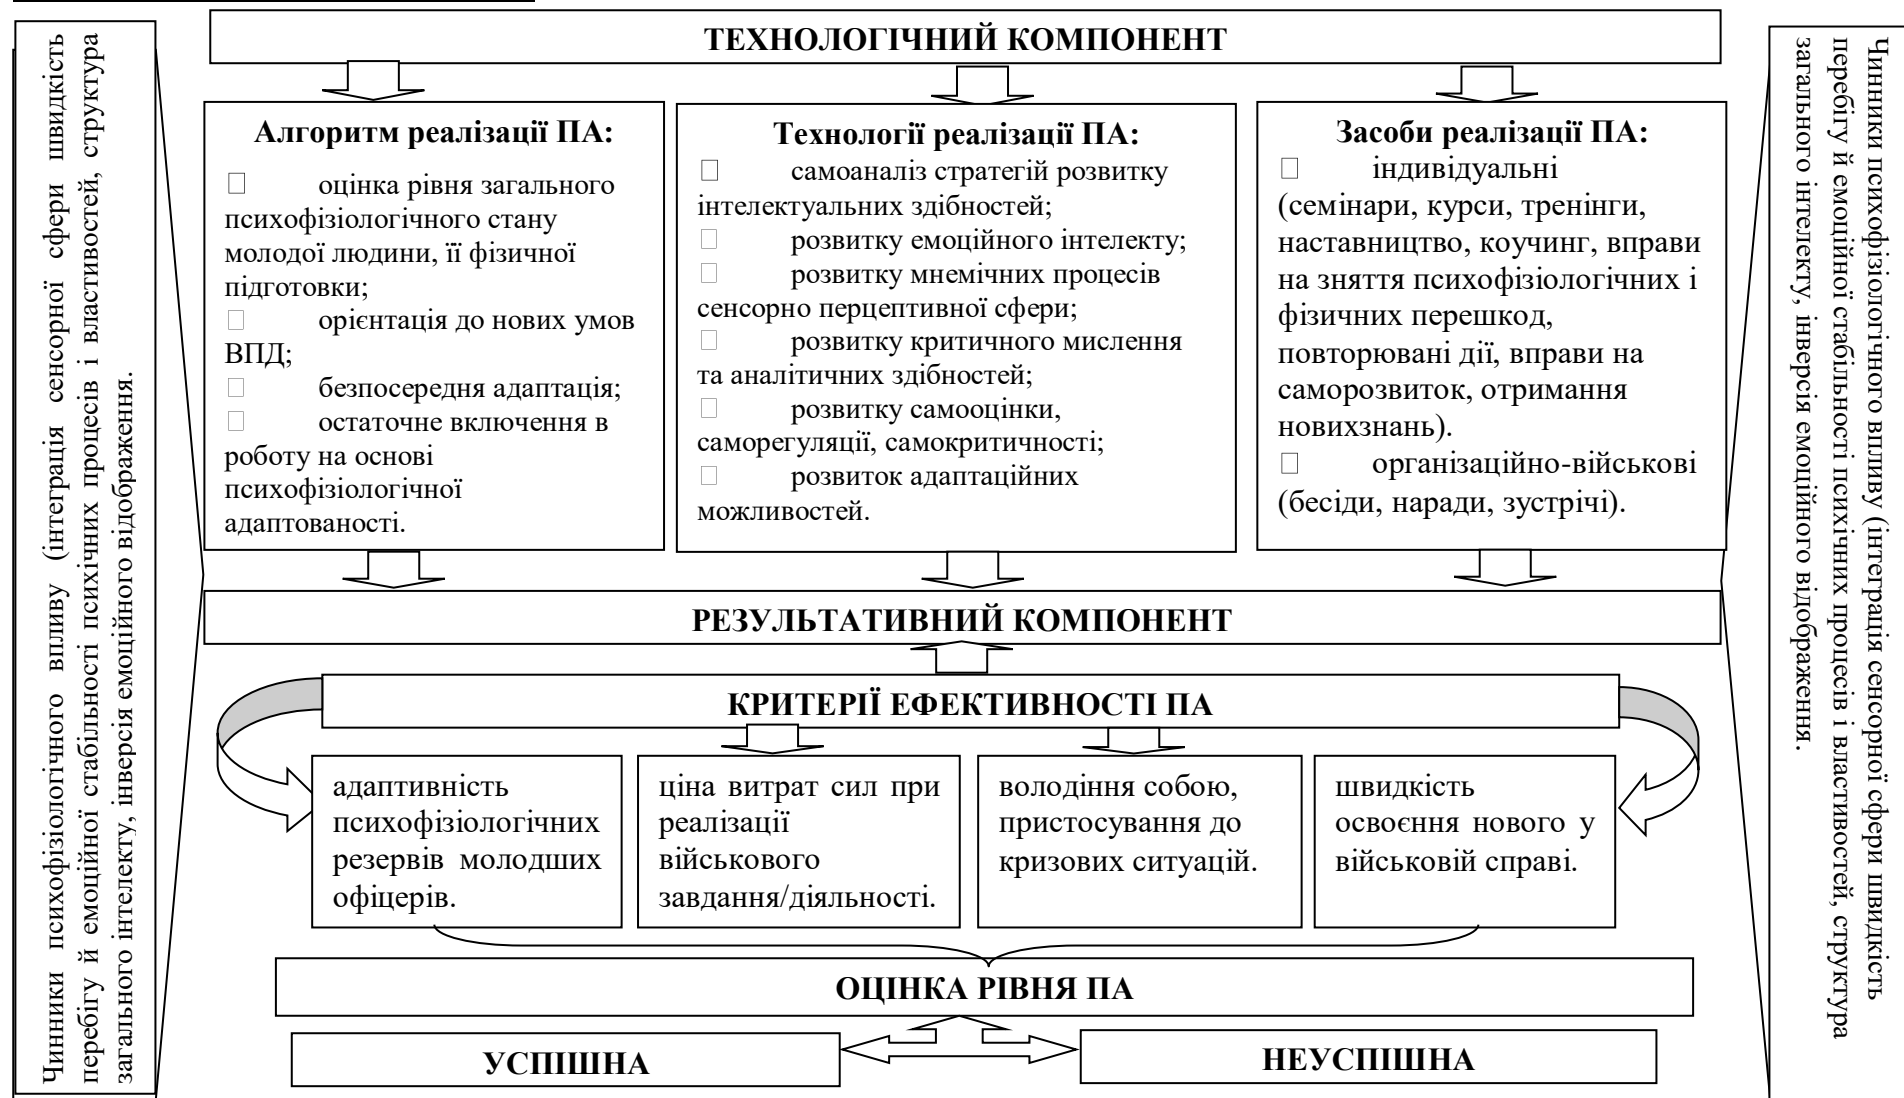 Чинники психофізіологічного впливу (інтеграція сенсорної сфери швидкість
перебігу й емоційної стабільності психічних процесів і властивостей, структура
загального інтелекту, інверсія емоційного відображення.
ТЕХНОЛОГІЧНИЙ КОМПОНЕНТ
Алгоритм реалізації ПА:
оцінка рівня загального
психофізіологічного стану
молодої людини, її фізичної
підготовки;
орієнтація до нових умов
ВПД;
безпосередня адаптація;
остаточне включення в
роботу на основі
психофізіологічної
адаптованості.
Технології реалізації ПА:
самоаналіз стратегій розвитку
інтелектуальних здібностей;
розвитку емоційного інтелекту;
розвитку мнемічних процесів
сенсорно перцептивної сфери;
розвитку критичного мислення
та аналітичних здібностей;
розвитку самооцінки,
саморегуляції, самокритичності;
розвиток адаптаційних
можливостей.
Засоби реалізації ПА:
індивідуальні
(семінари, курси, тренінги,
наставництво, коучинг, вправи
на зняття психофізіологічних і
фізичних перешкод,
повторювані дії, вправи на
саморозвиток, отримання
новихзнань).
організаційно-військові
(бесіди, наради, зустрічі).
РЕЗУЛЬТАТИВНИЙ КОМПОНЕНТ
КРИТЕРІЇ ЕФЕКТИВНОСТІ ПА
адаптивність
психофізіологічних
резервів молодших
офіцерів.
ціна витрат сил при
реалізації
військового
завдання/діяльності.
володіння собою,
пристосування до
кризових ситуацій.
швидкість
освоєння нового у
військовій справі.
ОЦІНКА РІВНЯ ПА
УСПІШНА
НЕУСПІШНА
Чинники психофізіологічного впливу (інтеграція сенсорної сфери швидкість
перебігу й емоційної стабільності психічних процесів і властивостей, структура
загального інтелекту, інверсія емоційного відображення.